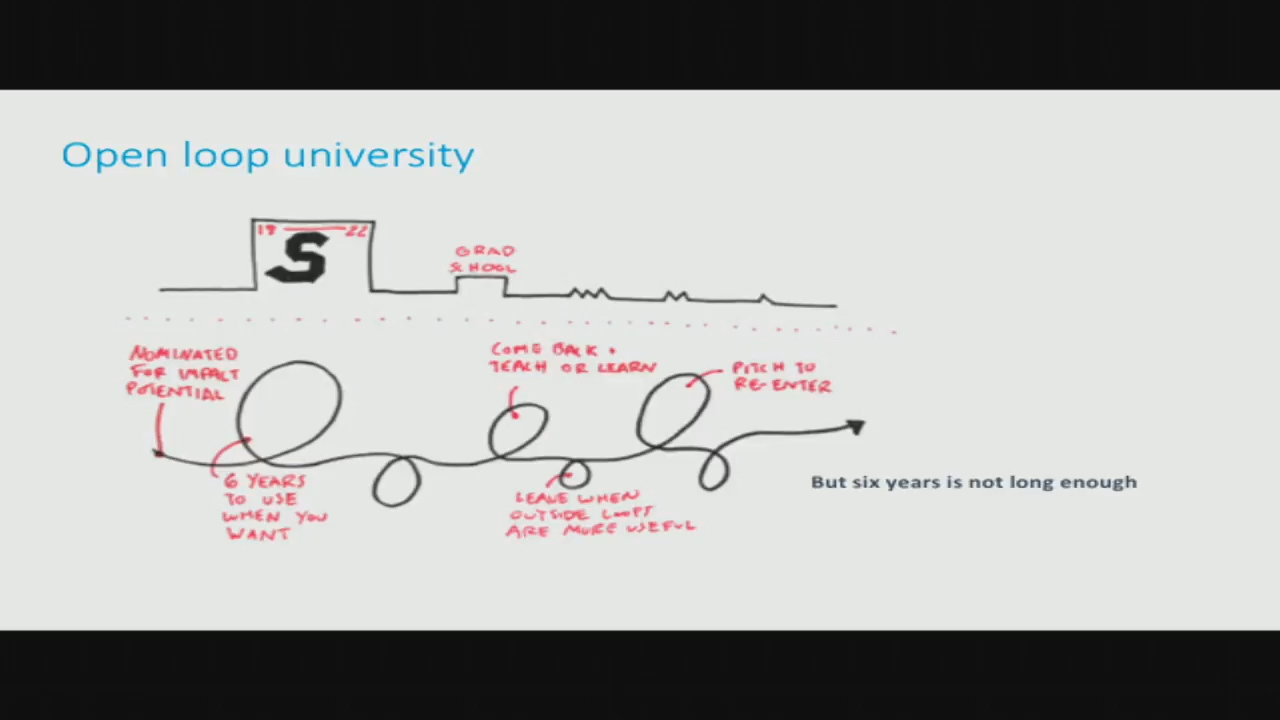 Open loop university
18 22
S
GRAD
SCHOOL
NOMINATED
FOR IMPACT
POTENTIAL
COME BACK +
TEACH OR LEARN
PITCH TO
RE-ENTER
6 YEARS
TO USE
WHEN YOU
WANT
LEAVE WHEN
OUTSIDE LOOPS
ARE MORE USEFUL
But six years is not long enough